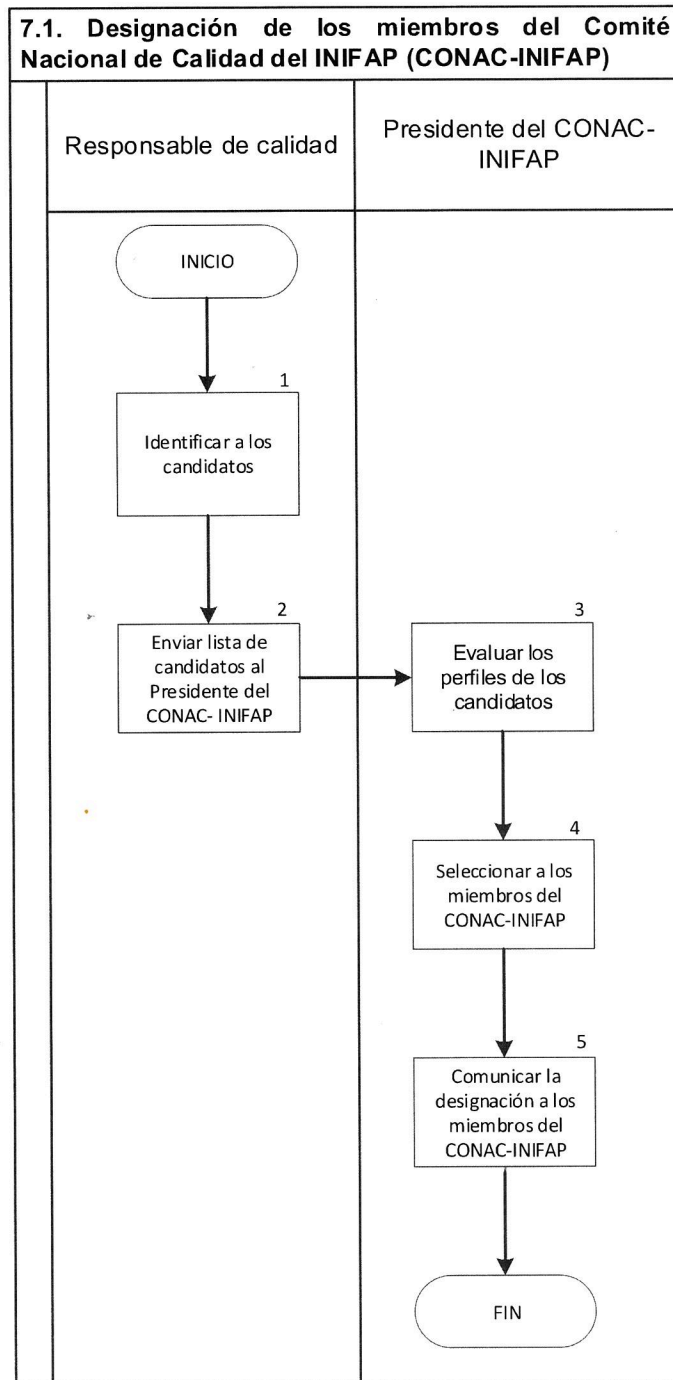 7.1. Designación de los miembros del Comité
Nacional de Calidad del INIFAP (CONAC-INIFAP)
Responsable de calidad
Presidente del CONAC-
INIFAP
INICIO
1
Identificar a los
candidatos
2
Enviar lista de
candidatos al
Presidente del
CONAC- INIFAP
3
Evaluar los
perfiles de los
candidatos
4
Seleccionar a los
miembros del
CONAC-INIFAP
5
Comunicar la
designación a los
miembros del
CONAC-INIFAP
FIN